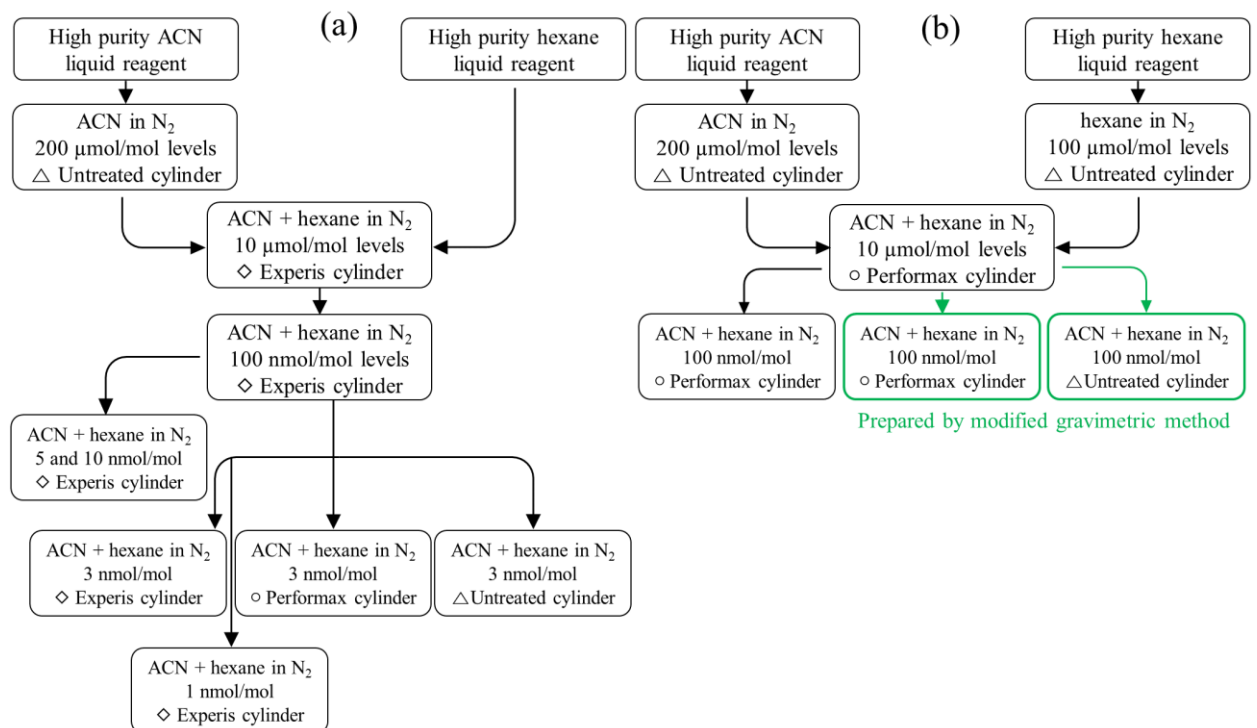 (a)
High purity ACN
liquid reagent
High purity hexane
liquid reagent
ACN in N₂
200 µmol/mol levels
△ Untreated cylinder
ACN + hexane in N₂
10 µmol/mol levels
◇ Experis cylinder
ACN + hexane in N₂
100 nmol/mol levels
◇ Experis cylinder
ACN + hexane in N₂
5 and 10 nmol/mol
◇ Experis cylinder
ACN + hexane in N₂
3 nmol/mol
◇ Experis cylinder
ACN + hexane in N₂
3 nmol/mol
○ Performax cylinder
ACN + hexane in N₂
3 nmol/mol
△ Untreated cylinder
ACN + hexane in N₂
1 nmol/mol
◇ Experis cylinder
(b)
High purity ACN
liquid reagent
High purity hexane
liquid reagent
ACN in N₂
200 µmol/mol levels
△ Untreated cylinder
hexane in N₂
100 µmol/mol levels
△ Untreated cylinder
ACN + hexane in N₂
10 µmol/mol levels
○ Performax cylinder
ACN + hexane in N₂
100 nmol/mol
○ Performax cylinder
ACN + hexane in N₂
100 nmol/mol
○ Performax cylinder
ACN + hexane in N₂
100 nmol/mol
△ Untreated cylinder
Prepared by modified gravimetric method